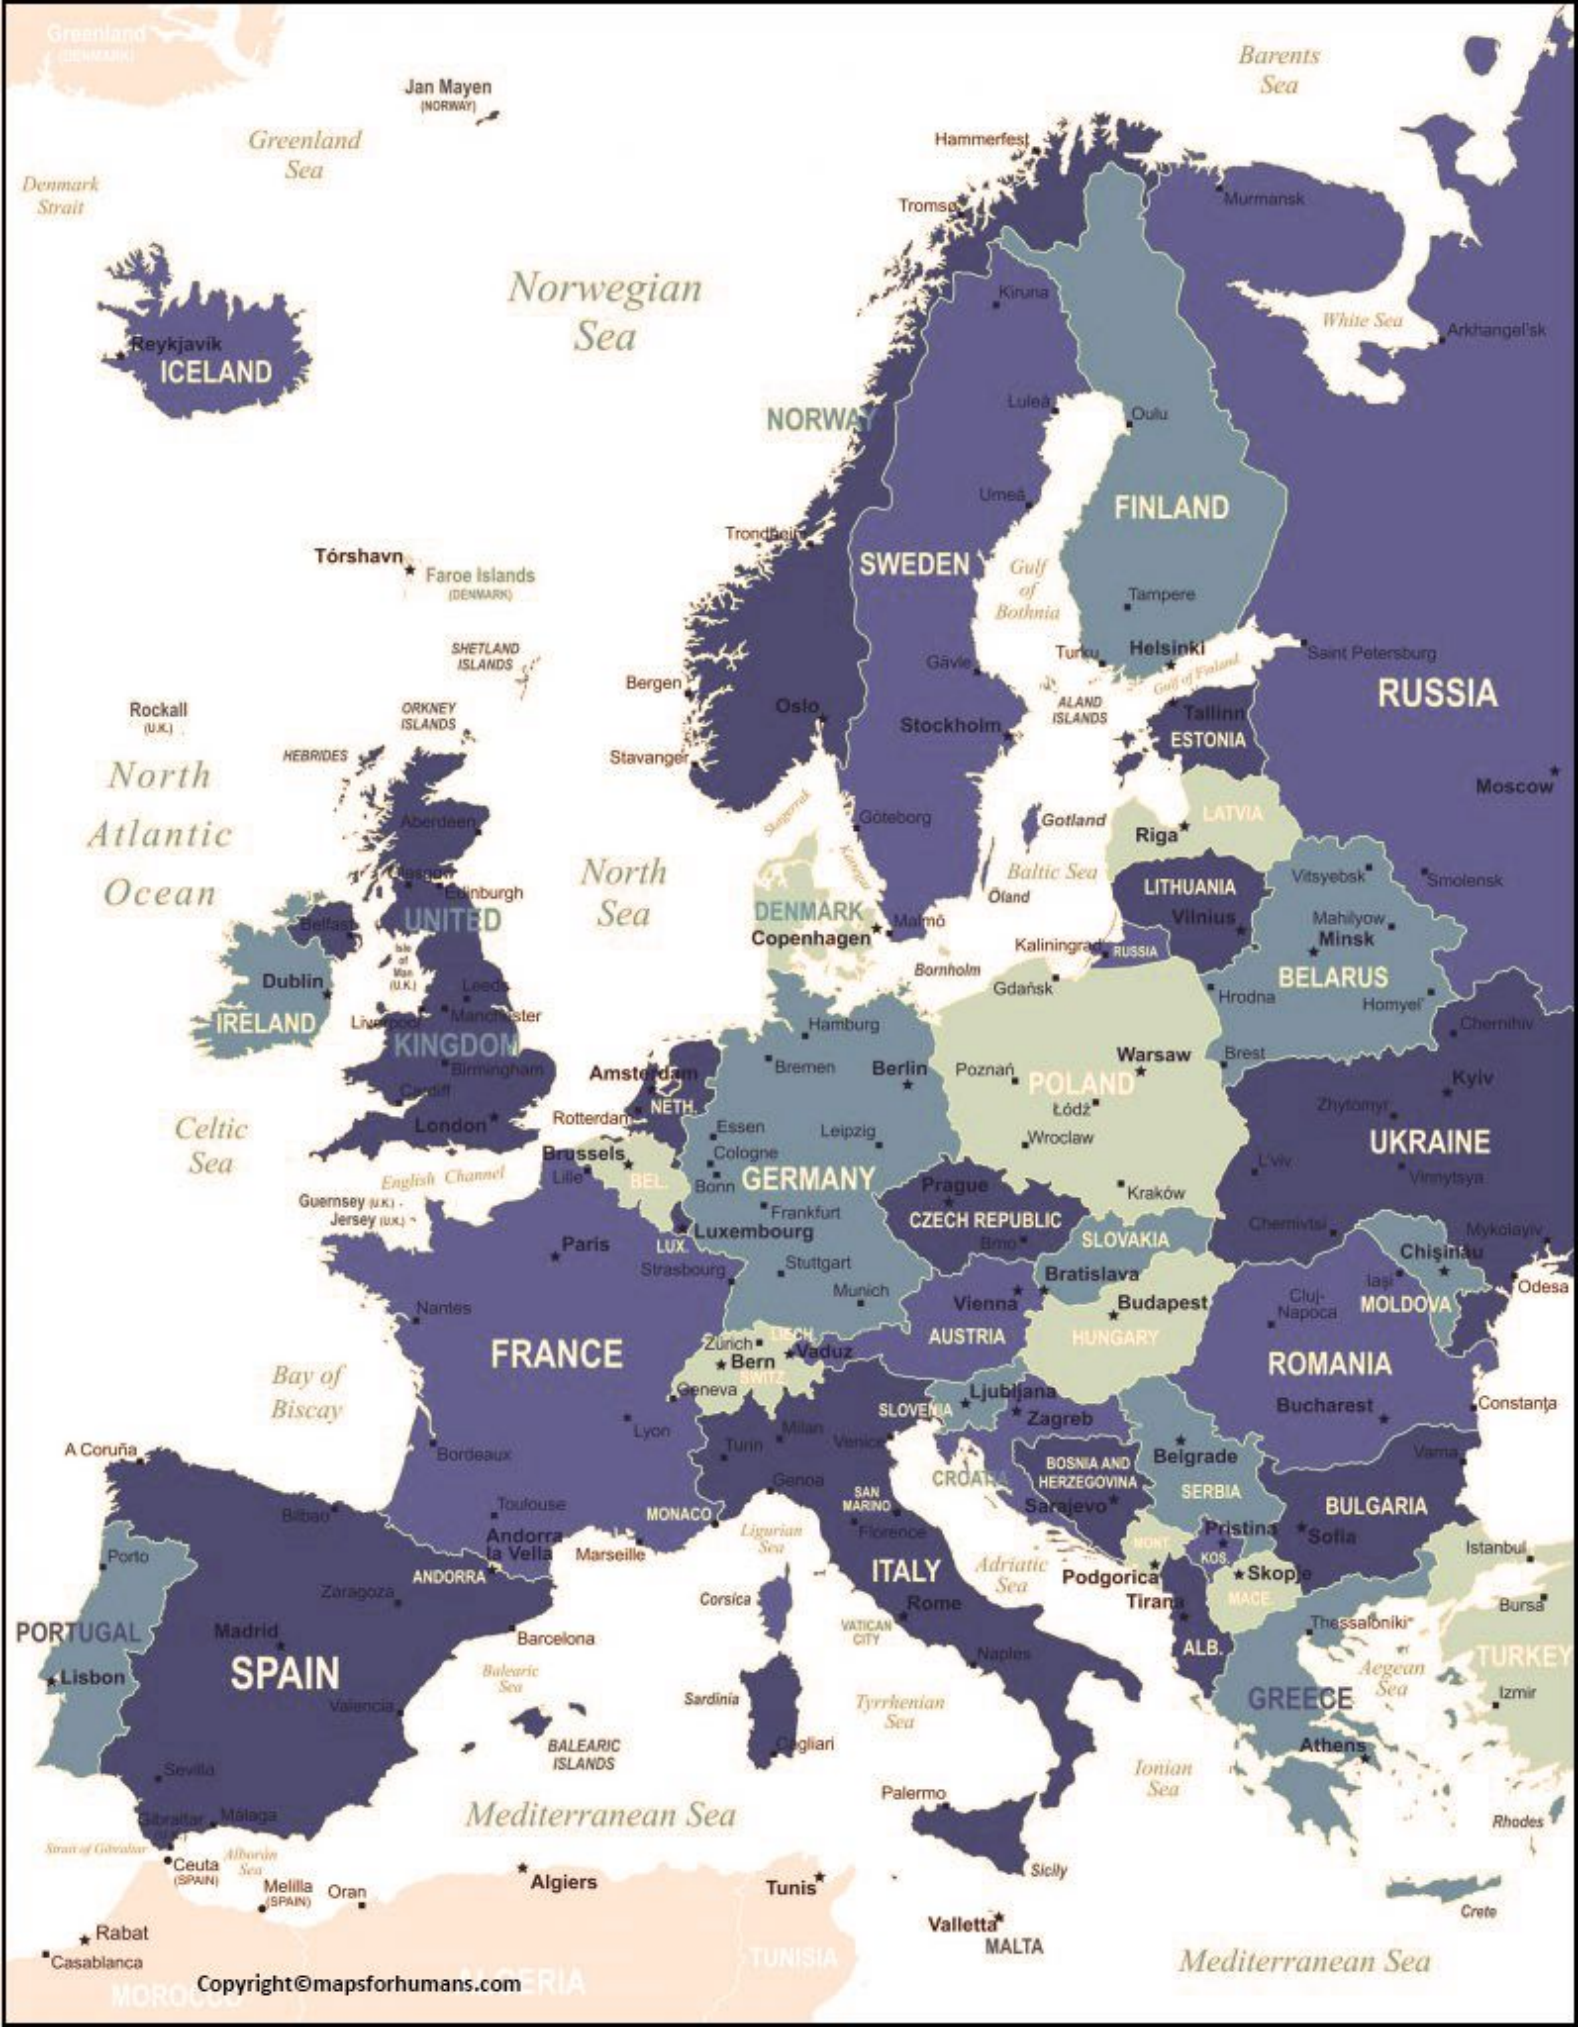 Greenland
(DENMARK)
Barents
Sea
Jan Mayen
(NORWAY)
Hammerfest
Greenland
Sea
Denmark
Strait
Tromsø
Murmansk
Norwegian
Sea
Kiruna
White Sea
Arkhangel'sk
Reykjavík
ICELAND
Luleå
Oulu
NORWAY
Umeå
FINLAND
Trondheim
Tórshavn
SWEDEN
Gulf
of
Bothnia
Faroe Islands
(DENMARK)
Tampere
SHETLAND
ISLANDS
Turku
Helsinki
Gulf of Finland
Saint Petersburg
Gävle
Bergen
RUSSIA
Rockall
(U.K.)
ORKNEY
ISLANDS
Oslo
Stockholm
ALAND
ISLANDS
Tallinn
ESTONIA
HEBRIDES
Stavanger
North
Atlantic
Ocean
Moscow
Skagerrak
Göteborg
Gotland
LATVIA
Riga
Aberdeen
Kattegat
Baltic Sea
North
Sea
Glasgow
Edinburgh
Öland
LITHUANIA
Vitsyebsk
Smolensk
UNITED
Belfast
DENMARK
Copenhagen
Malmö
Vilnius
Mahilyow
Minsk
Isle
of
Man
(U.K.)
Kaliningrad
RUSSIA
Bornholm
BELARUS
Dublin
Leeds
Gdańsk
Hrodna
Homyel'
IRELAND
Liverpool
Manchester
Hamburg
Chernihiv
KINGDOM
Birmingham
Amsterdam
Bremen
Berlin
Poznań
Warsaw
Brest
Kyiv
Cardiff
NETH.
POLAND
Łódź
Zhytomyr
London
Rotterdam
Essen
Leipzig
Wroclaw
UKRAINE
Celtic
Sea
Brussels
Cologne
L'viv
Vinnytsya
English Channel
Lille
BEL.
Bonn
GERMANY
Prague
Kraków
Guernsey (U.K.)
Jersey (U.K.)
Frankfurt
CZECH REPUBLIC
Brno
Luxembourg
LUX.
SLOVAKIA
Chernivtsi
Mykolayiv
Paris
Strasbourg
Stuttgart
Bratislava
Chişinău
Iaşi
Odesa
Munich
Vienna
Budapest
Cluj-
Napoca
MOLDOVA
Nantes
AUSTRIA
HUNGARY
FRANCE
Zürich
LIECH.
Vaduz
Bern
SWITZ.
ROMANIA
Bay of
Biscay
Geneva
Ljubljana
SLOVENIA
Zagreb
Bucharest
Constanţa
Lyon
Milan
Turin
Venice
A Coruña
Bordeaux
Belgrade
Varna
CROATIA
BOSNIA AND
HERZEGOVINA
Sarajevo
SERBIA
Genoa
SAN
MARINO
BULGARIA
Bilbao
Toulouse
MONACO
Florence
Pristina
Sofia
Andorra
la Vella
Marseille
Ligurian
Sea
MONT.
KOS.
Istanbul
Porto
ANDORRA
ITALY
Adriatic
Sea
Podgorica
Skopje
Zaragoza
Corsica
Rome
Tirana
MACE.
Bursa
PORTUGAL
Madrid
Barcelona
VATICAN
CITY
Thessaloniki
ALB.
TURKEY
Lisbon
SPAIN
Balearic
Sea
Naples
Aegean
Sea
Sardinia
Tyrrhenian
Sea
GREECE
Izmir
Valencia
BALEARIC
ISLANDS
Cagliari
Athens
Sevilla
Ionian
Sea
Palermo
Gibraltar
(U.K.)
Málaga
Mediterranean Sea
Rhodes
Strait of Gibraltar
Alborán
Sea
Ceuta
(SPAIN)
Sicily
Melilla
(SPAIN)
Oran
Algiers
Tunis
Crete
Rabat
Valletta
MALTA
Casablanca
TUNISIA
Mediterranean Sea
MOROCCO
ALGERIA
Copyright©mapsforhumans.com